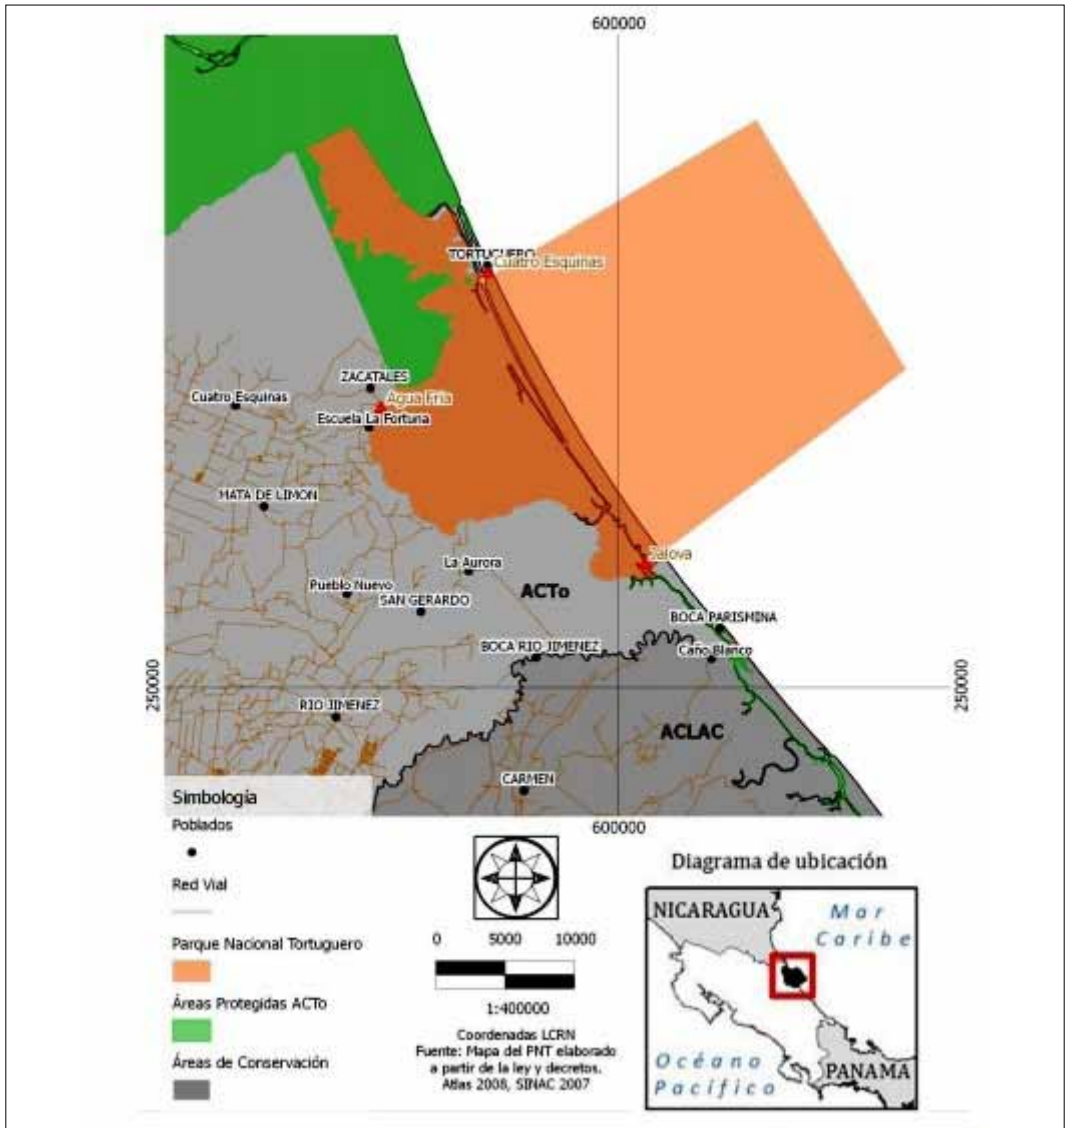 600000
TORTUGUERO
Cuatro Esquinas
ZACATALES
Cuatro Esquinas
Agua Fria
Escuela La Fortuna
MATA DE LIMON
La Aurora
Jalova
Pueblo Nuevo
ACTo
SAN GERARDO
BOCA PARISMINA
BOCA RIO JIMENEZ
Caño Blanco
250000
250000
RIO JIMENEZ
ACLAC
CARMEN
600000
Simbología
Poblados
Red Vial
Parque Nacional Tortuguero
Áreas Protegidas ACTo
Áreas de Conservación
0 5000 10000
1:400000
Coordenadas LCRN
Fuente: Mapa del PNT elaborado
a partir de la ley y decretos.
Atlas 2008, SINAC 2007
Diagrama de ubicación
NICARAGUA
Mar
Caribe
Océano
Pacífico
PANAMA